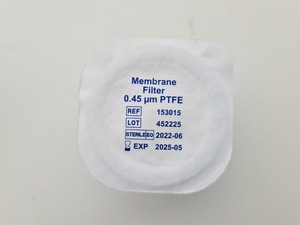 Membrane
Filter
0.45 µm PTFE
REF 153015
LOT 452225
STERILE EO 2022-06
EXP 2025-05